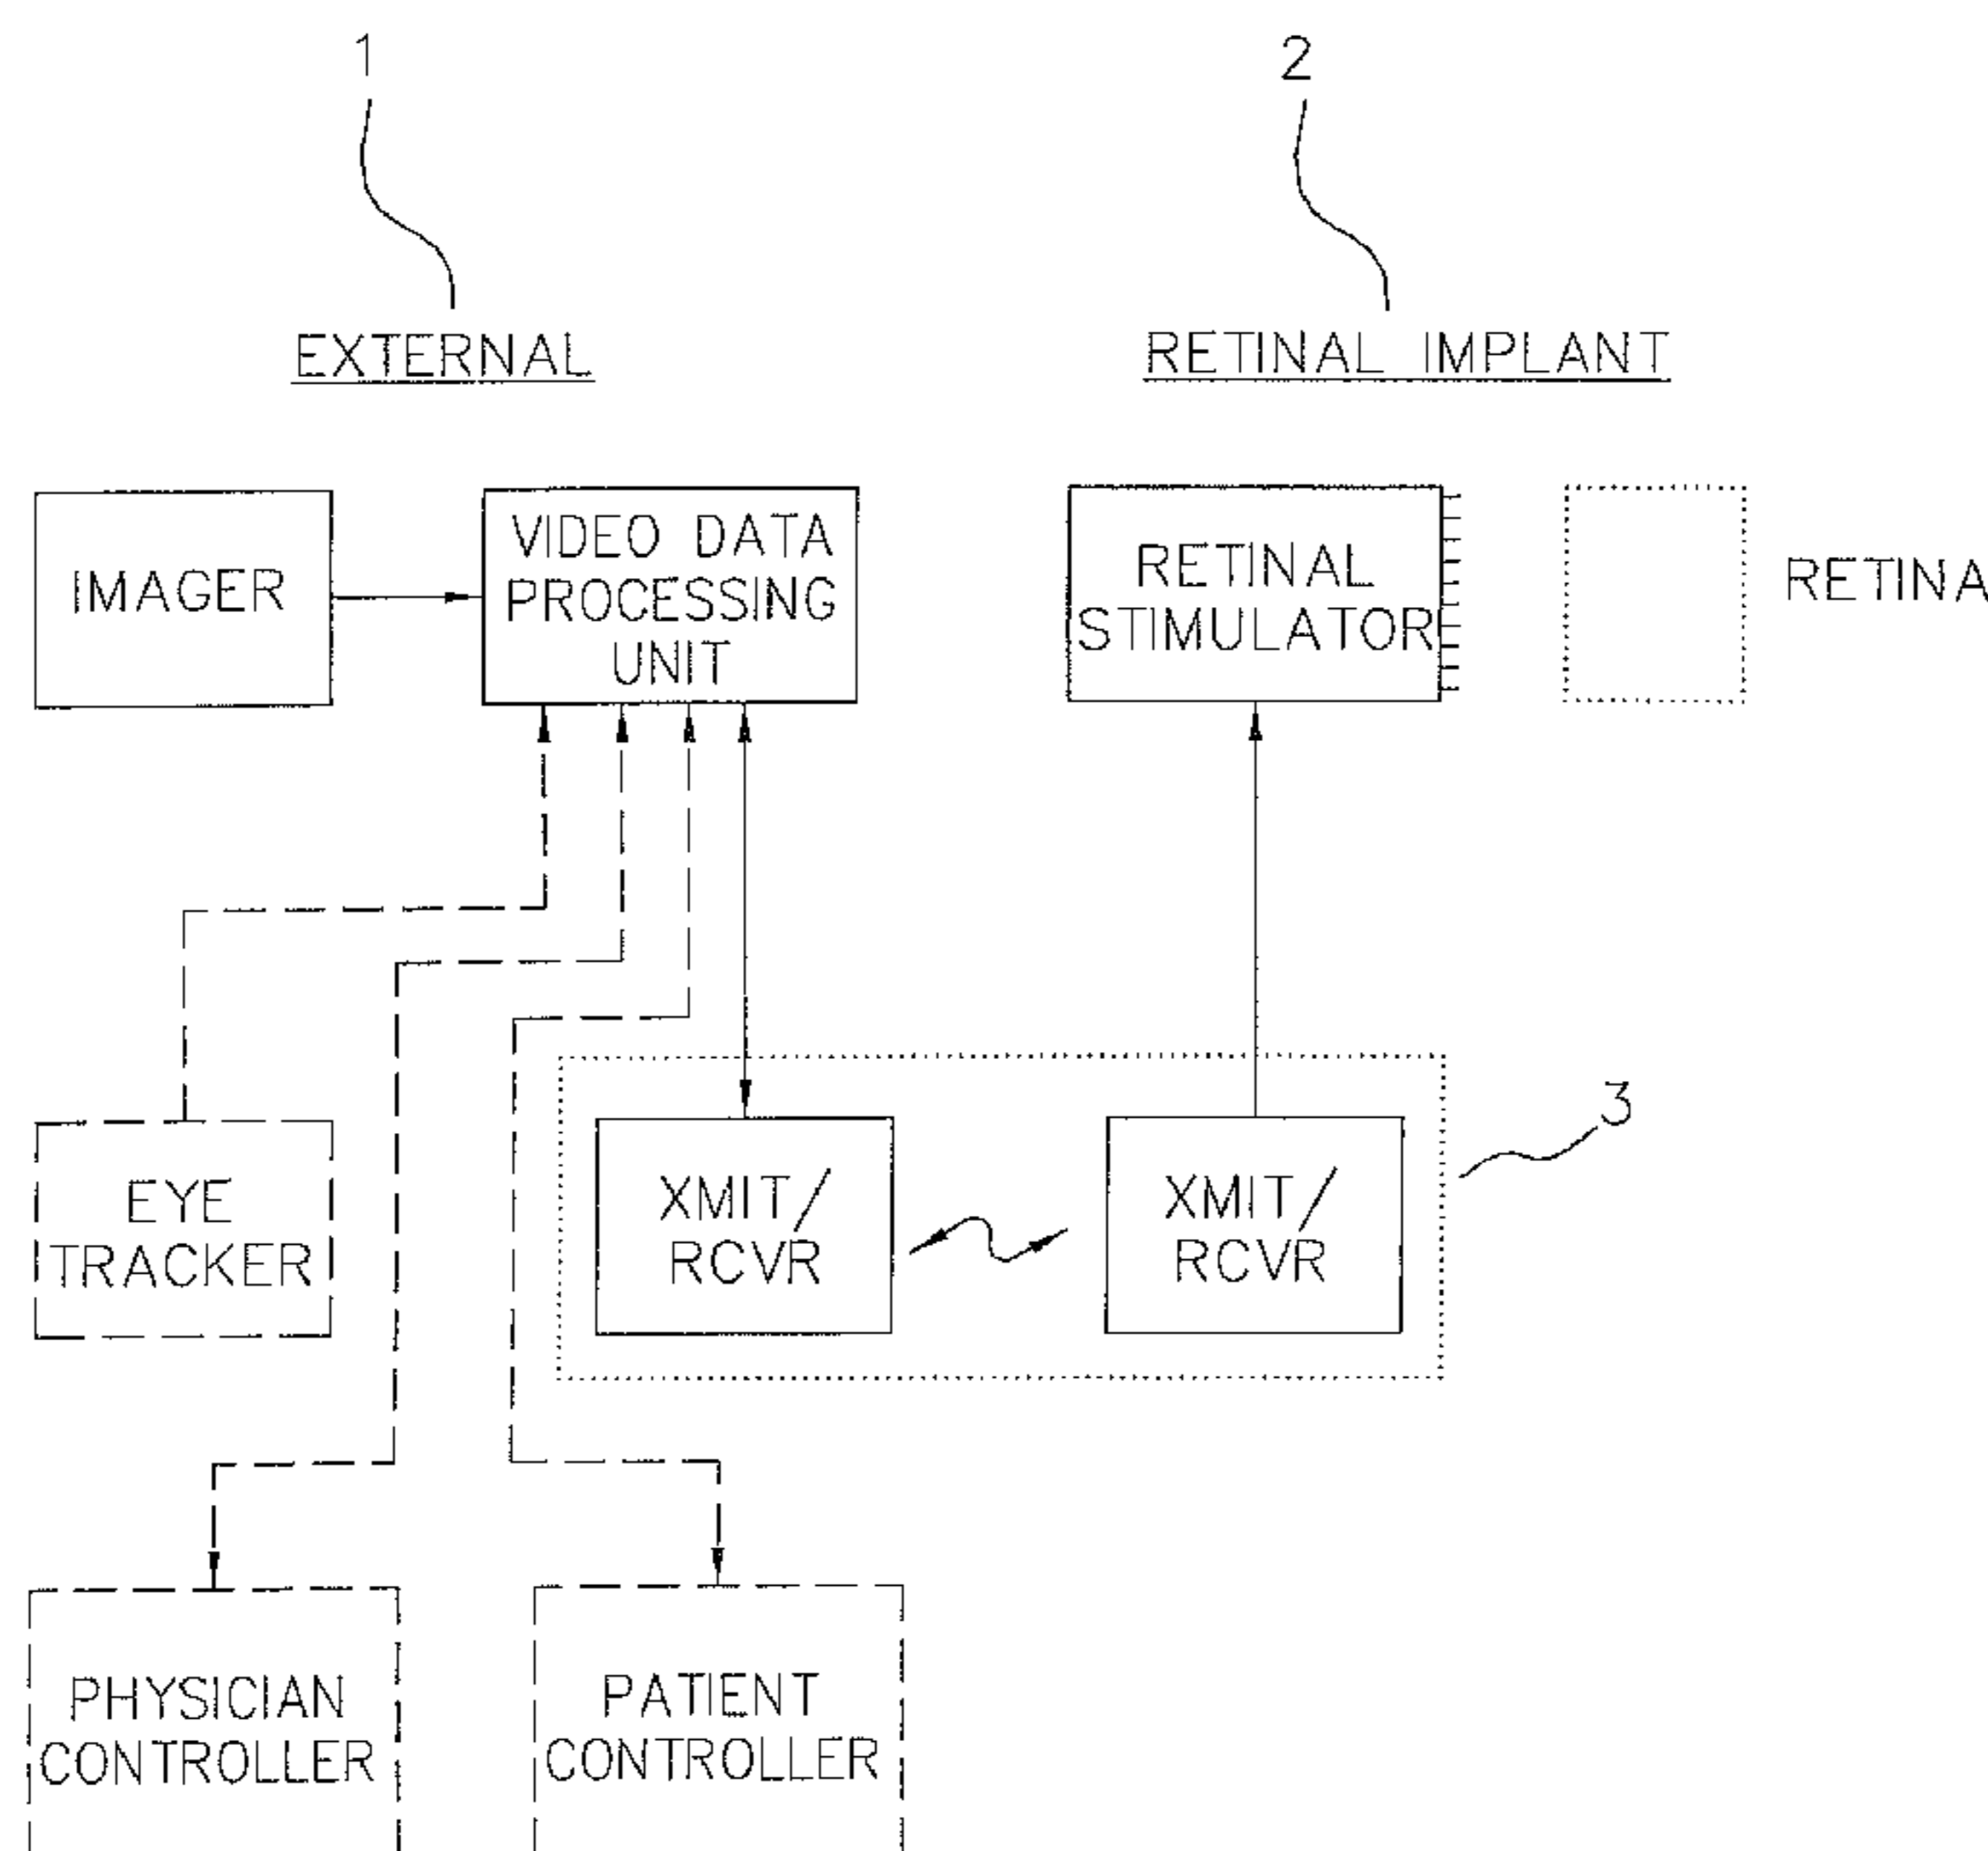 1
2
EXTERNAL
RETINAL IMPLANT
IMAGER
VIDEO DATA
PROCESSING
UNIT
RETINAL
STIMULATOR
RETINA
3
EYE
TRACKER
XMIT/
RCVR
XMIT/
RCVR
PHYSICIAN
CONTROLLER
PATIENT
CONTROLLER